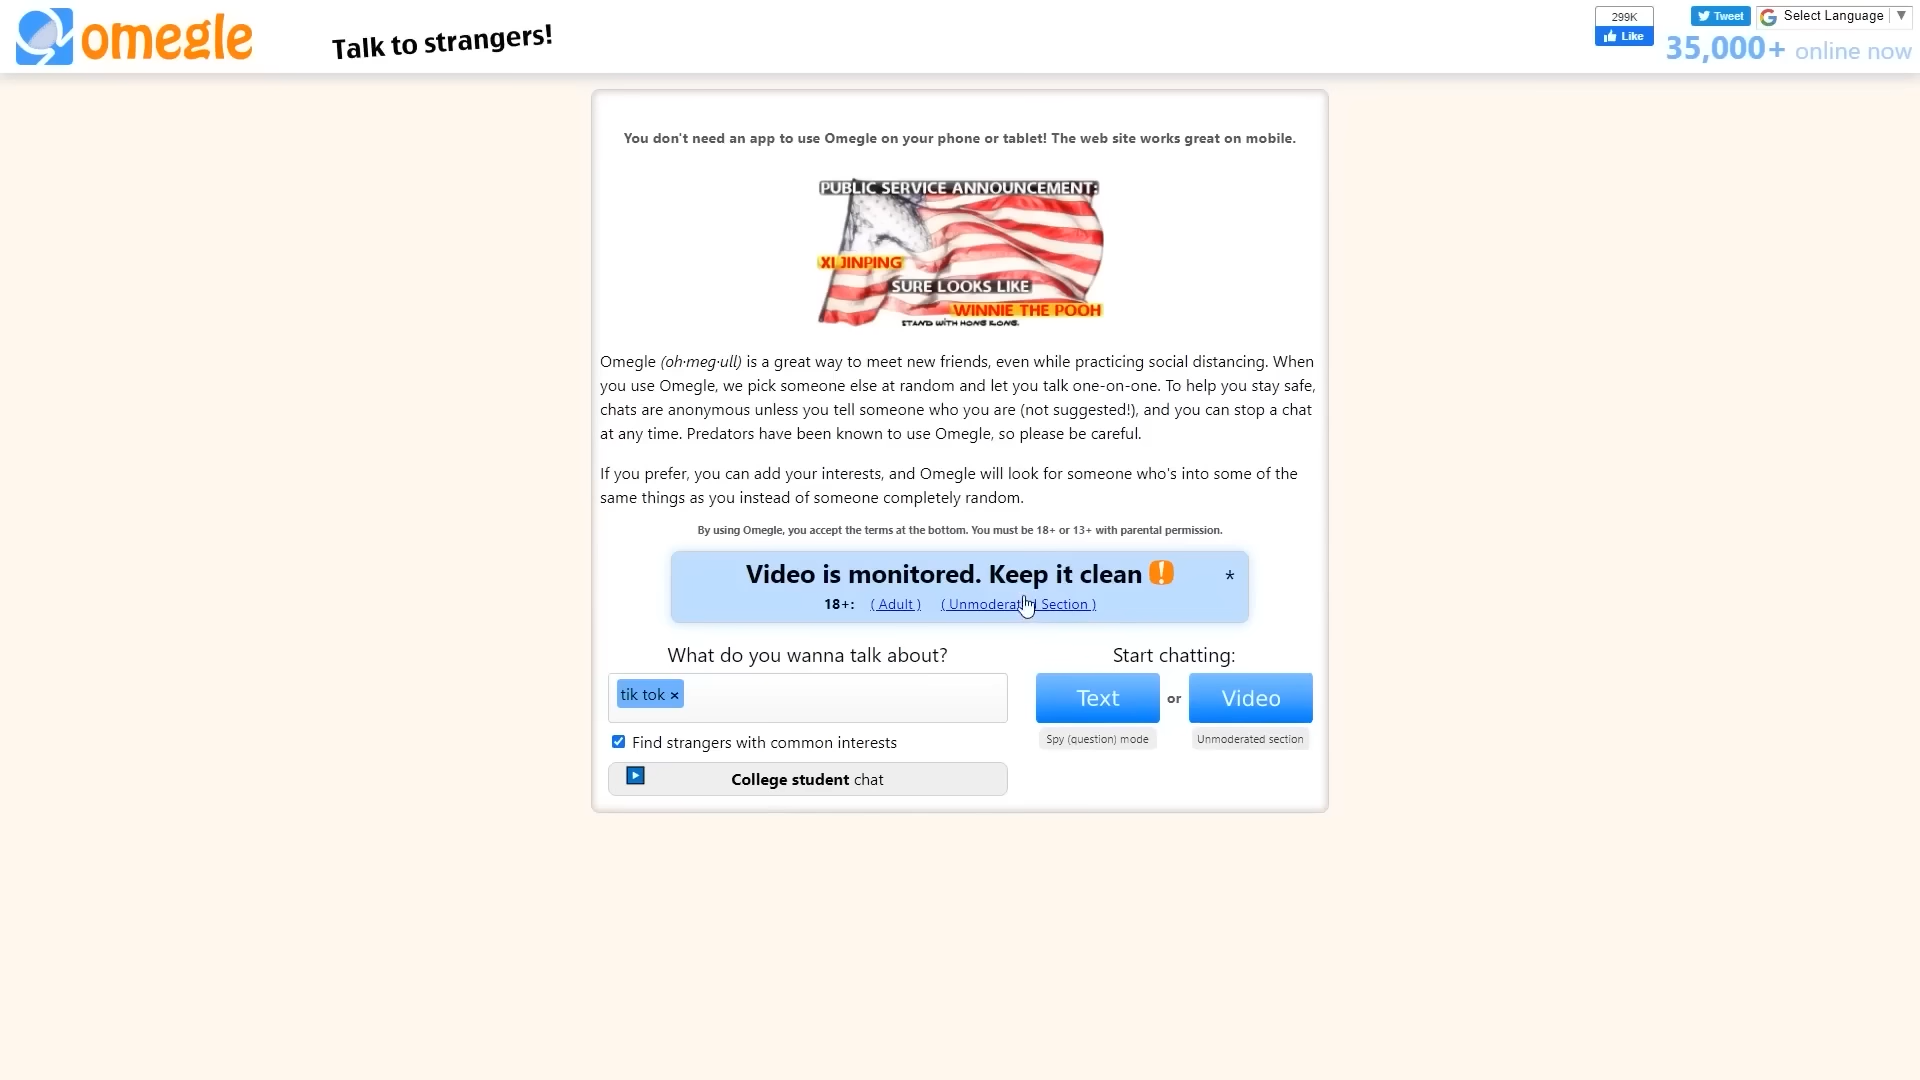 omegle
Talk to strangers!
299K
Like
Tweet
Select Language ▼
35,000+ online now
You don't need an app to use Omegle on your phone or tablet! The web site works great on mobile.
PUBLIC SERVICE ANNOUNCEMENT:
XI JINPING
SURE LOOKS LIKE
WINNIE THE POOH
STAND WITH HONG KONG.
Omegle (oh·meg·ull) is a great way to meet new friends, even while practicing social distancing. When
you use Omegle, we pick someone else at random and let you talk one-on-one. To help you stay safe,
chats are anonymous unless you tell someone who you are (not suggested!), and you can stop a chat
at any time. Predators have been known to use Omegle, so please be careful.
If you prefer, you can add your interests, and Omegle will look for someone who's into some of the
same things as you instead of someone completely random.
By using Omegle, you accept the terms at the bottom. You must be 18+ or 13+ with parental permission.
Video is monitored. Keep it clean ! *
18+: ( Adult ) ( Unmoderated Section )
What do you wanna talk about?
Start chatting:
tik tok ×
Text or Video
Find strangers with common interests
Spy (question) mode
Unmoderated section
College student chat